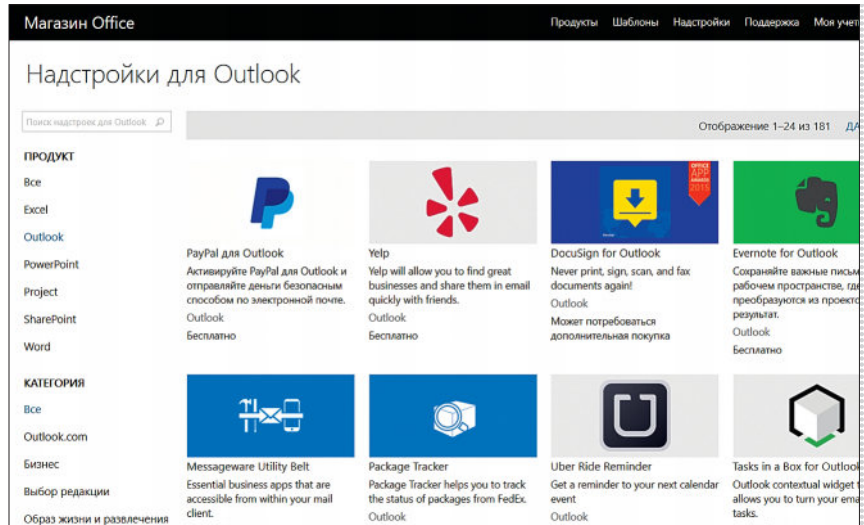 Магазин Office
Продукты Шаблоны Надстройки Поддержка Моя
Надстройки для Outlook
Поиск надстроек для Outlook
Отображение 1–24 из 181
ПРОДУКТ
Все
Excel
Outlook
PowerPoint
Project
SharePoint
Word
КАТЕГОРИЯ
Все
Outlook.com
Бизнес
Выбор редакции
Образ жизни и развлечения
PayPal для Outlook
Активируйте PayPal для Outlook и
отправляйте деньги безопасным
способом по электронной почте.
Outlook
Бесплатно
Yelp
Yelp will allow you to find great
businesses and share them in email
quickly with friends.
Outlook
Бесплатно
OFFICE
APP
AWARDS
2015
DocuSign for Outlook
Never print, sign, scan, and fax
documents again!
Outlook
Может потребоваться
дополнительная покупка
Evernote for Outlook
Сохраняйте важные
рабочем пространстве,
преобразуются из
результат.
Outlook
Бесплатно
Messageware Utility Belt
Essential business apps that are
accessible from within your mail
client.
Package Tracker
Package Tracker helps you to track
the status of packages from FedEx.
Outlook
Uber Ride Reminder
Get a reminder to your next calendar
event
Outlook
Tasks in a Box for
Outlook contextual widget
allows you to turn your
tasks.